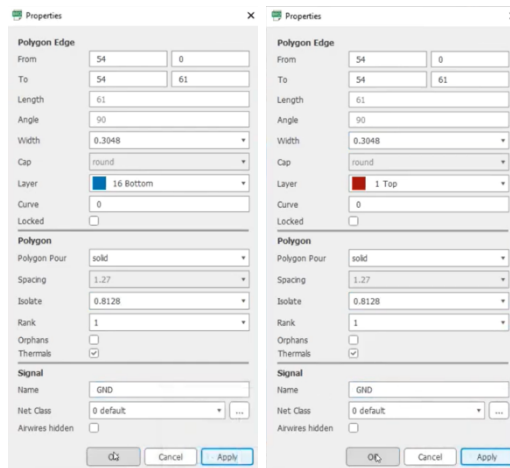 Properties
Polygon Edge
From 54 0
To 54 61
Length 61
Angle 90
Width 0.3048
Cap round
Layer 16 Bottom
Curve 0
Locked
Polygon
Polygon Pour solid
Spacing 1.27
Isolate 0.8128
Rank 1
Orphans
Thermals
Signal
Name GND
Net Class 0 default ...
Airwires hidden
OK Cancel Apply
Properties
Polygon Edge
From 54 0
To 54 61
Length 61
Angle 90
Width 0.3048
Cap round
Layer 1 Top
Curve 0
Locked
Polygon
Polygon Pour solid
Spacing 1.27
Isolate 0.8128
Rank 1
Orphans
Thermals
Signal
Name GND
Net Class 0 default ...
Airwires hidden
OK Cancel Apply